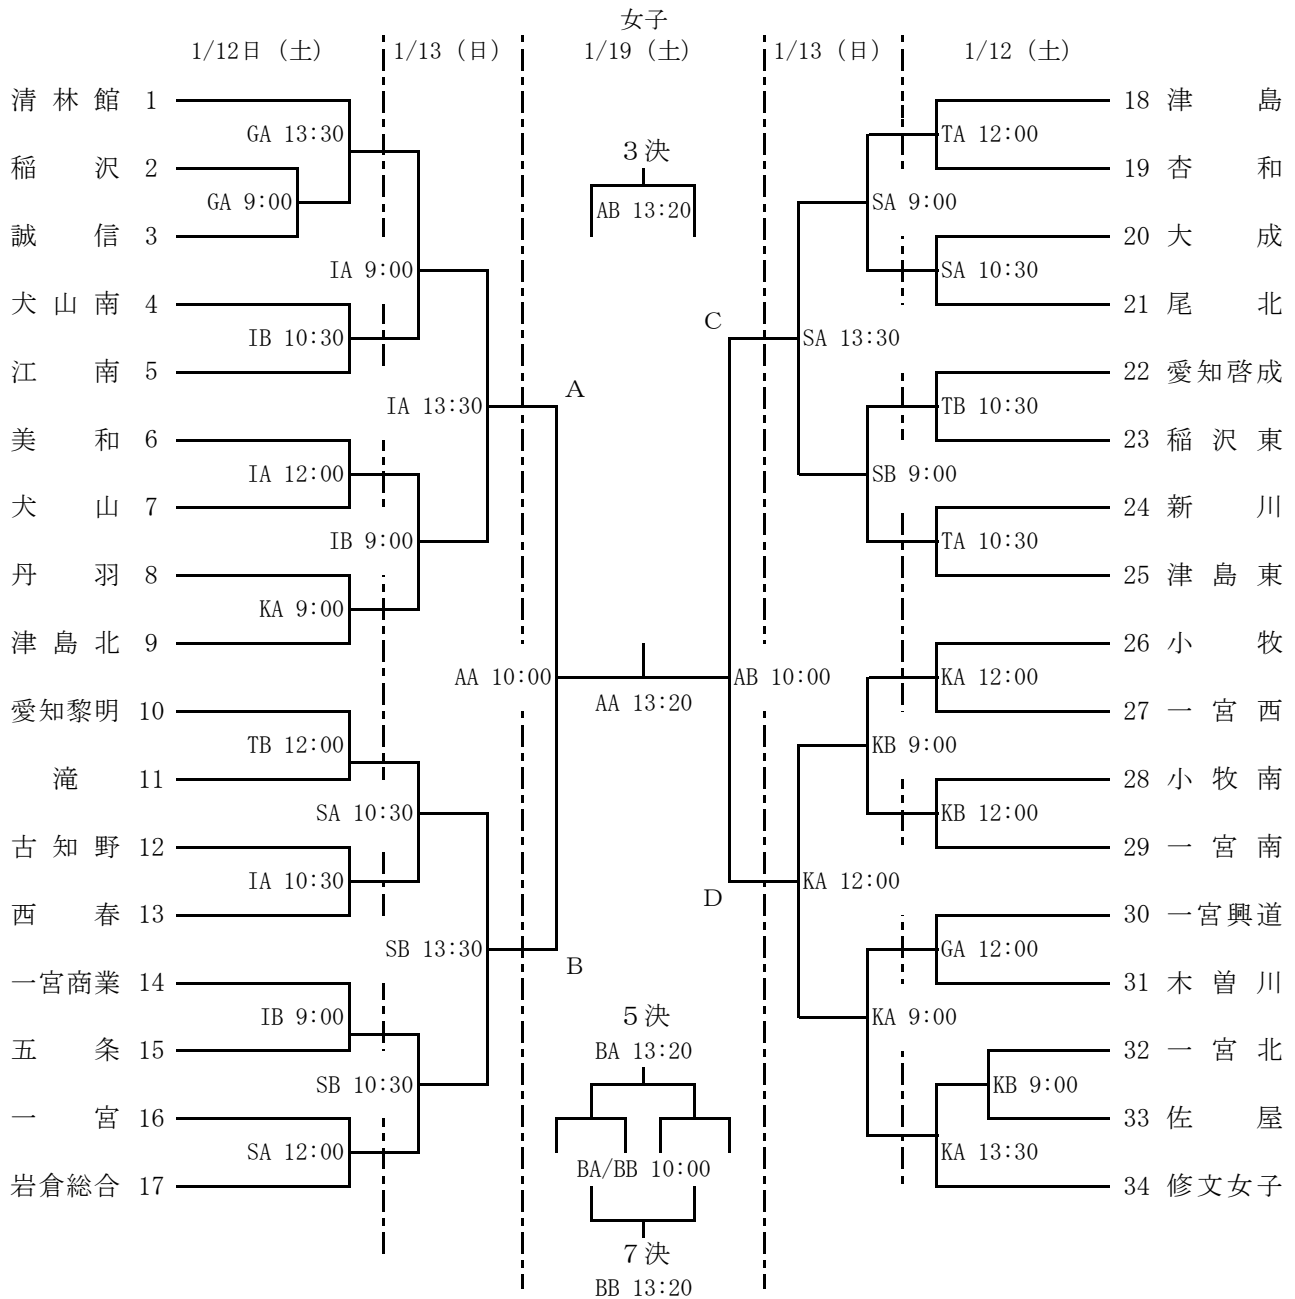 女子
1/12日（土） 1/13（日） 1/19（土） 1/13（日） 1/12（土）
清林館 1
GA 13:30
稲沢 2
GA 9:00
誠信 3
IA 9:00
犬山南 4
IB 10:30
江南 5
IA 13:30
A
美和 6
IA 12:00
犬山 7
IB 9:00
丹羽 8
KA 9:00
津島北 9
AA 10:00
愛知黎明 10
TB 12:00
滝 11
SA 10:30
古知野 12
IA 10:30
西春 13
SB 13:30
B
一宮商業 14
IB 9:00
五条 15
SB 10:30
一宮 16
SA 12:00
岩倉総合 17
３決
AB 13:20
AA 13:20
５決
BA 13:20
BA/BB 10:00
７決
BB 13:20
18 津島
TA 12:00
19 杏和
SA 9:00
20 大成
SA 10:30
21 尾北
C
SA 13:30
22 愛知啓成
TB 10:30
23 稲沢東
SB 9:00
24 新川
TA 10:30
25 津島東
26 小牧
KA 12:00
AB 10:00
27 一宮西
KB 9:00
28 小牧南
KB 12:00
29 一宮南
D
KA 12:00
30 一宮興道
GA 12:00
31 木曽川
KA 9:00
32 一宮北
KB 9:00
33 佐屋
KA 13:30
34 修文女子